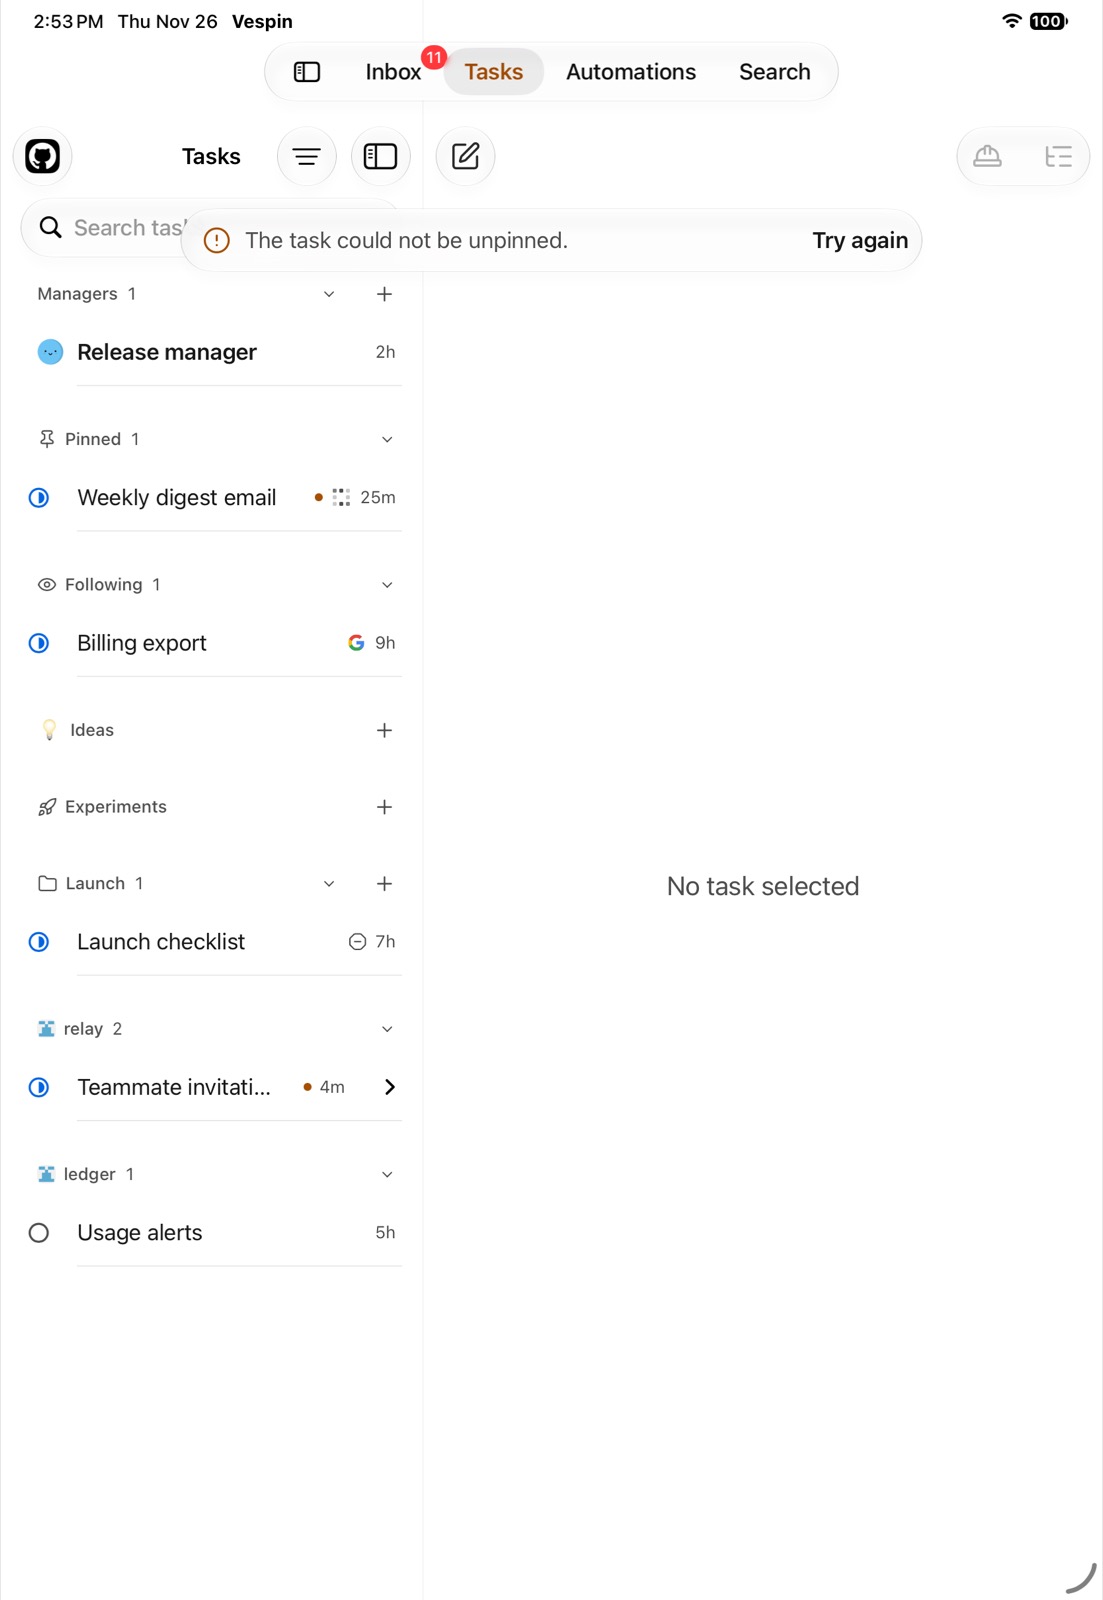 2:53 PM Thu Nov 26 Vespin
100
Inbox 11 Tasks Automations Search
Tasks
Search tas
The task could not be unpinned. Try again
Managers 1
Release manager 2h
Pinned 1
Weekly digest email 25m
Following 1
Billing export 9h
Ideas
Experiments
Launch 1
No task selected
Launch checklist 7h
relay 2
Teammate invitati... 4m
ledger 1
Usage alerts 5h